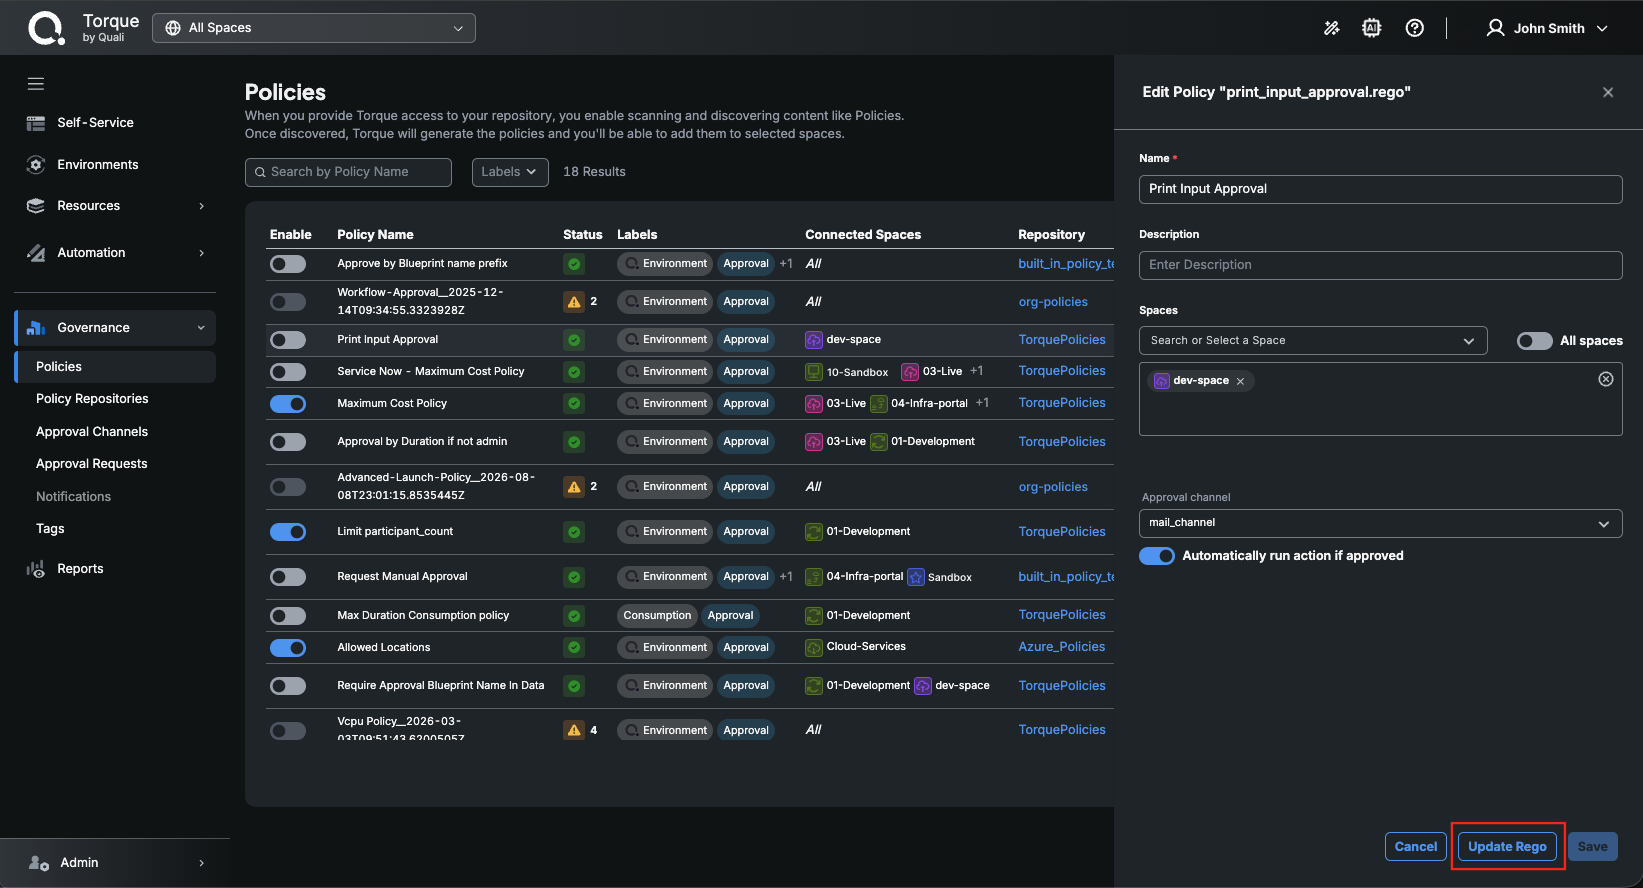 Torque
by Quali
All Spaces
AI
John Smith
Self-Service
Environments
Resources
Automation
Governance
Policies
Policy Repositories
Approval Channels
Approval Requests
Notifications
Tags
Reports
Admin
Policies
When you provide Torque access to your repository, you enable scanning and discovering content like Policies.
Once discovered, Torque will generate the policies and you'll be able to add them to selected spaces.
Search by Policy Name
Labels
18 Results
Enable Policy Name Status Labels Connected Spaces Repository
Approve by Blueprint name prefix Environment Approval +1 All built_in_policy_te
Workflow-Approval__2025-12-
14T09:34:55.3323928Z 2 Environment Approval All org-policies
Print Input Approval Environment Approval dev-space TorquePolicies
Service Now - Maximum Cost Policy Environment Approval 10-Sandbox 03-Live +1 TorquePolicies
Maximum Cost Policy Environment Approval 03-Live 04-Infra-portal +1 TorquePolicies
Approval by Duration if not admin Environment Approval 03-Live 01-Development TorquePolicies
Advanced-Launch-Policy__2026-08-
08T23:01:15.8535445Z 2 Environment Approval All org-policies
Limit participant_count Environment Approval 01-Development TorquePolicies
Request Manual Approval Environment Approval +1 04-Infra-portal Sandbox built_in_policy_te
Max Duration Consumption policy Consumption Approval 01-Development TorquePolicies
Allowed Locations Environment Approval Cloud-Services Azure_Policies
Require Approval Blueprint Name In Data Environment Approval 01-Development dev-space TorquePolicies
Vcpu Policy__2026-03-
03T09:51:43.6200505Z 4 Environment Approval All TorquePolicies
Edit Policy "print_input_approval.rego"
Name *
Print Input Approval
Description
Enter Description
Spaces
Search or Select a Space
All spaces
dev-space
Approval channel
mail_channel
Automatically run action if approved
Cancel
Update Rego
Save